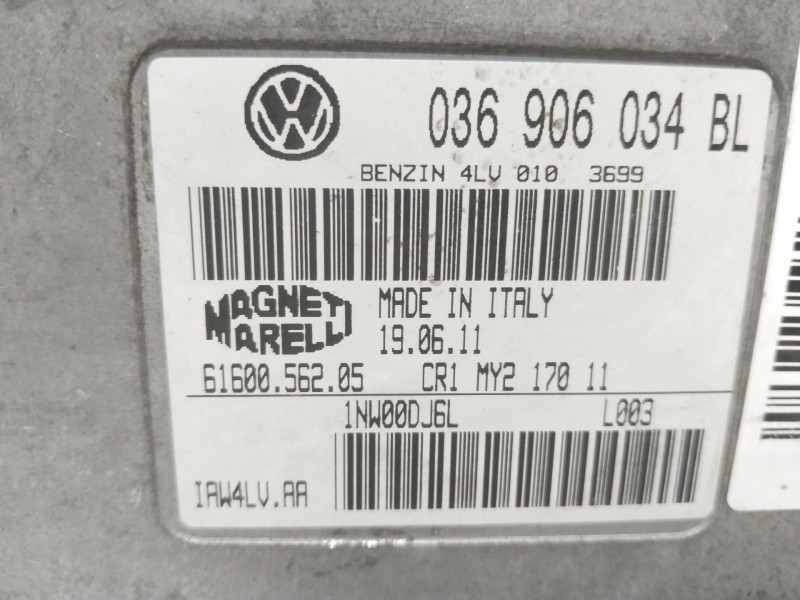 036 906 034 BL
BENZIN 4LV 010 3699
MAGNETI MARELLI
MADE IN ITALY
19.06.11
61600.562.05 CR1 MY2 170 11
1NW00DJ6L L003
IAW4LV.AA